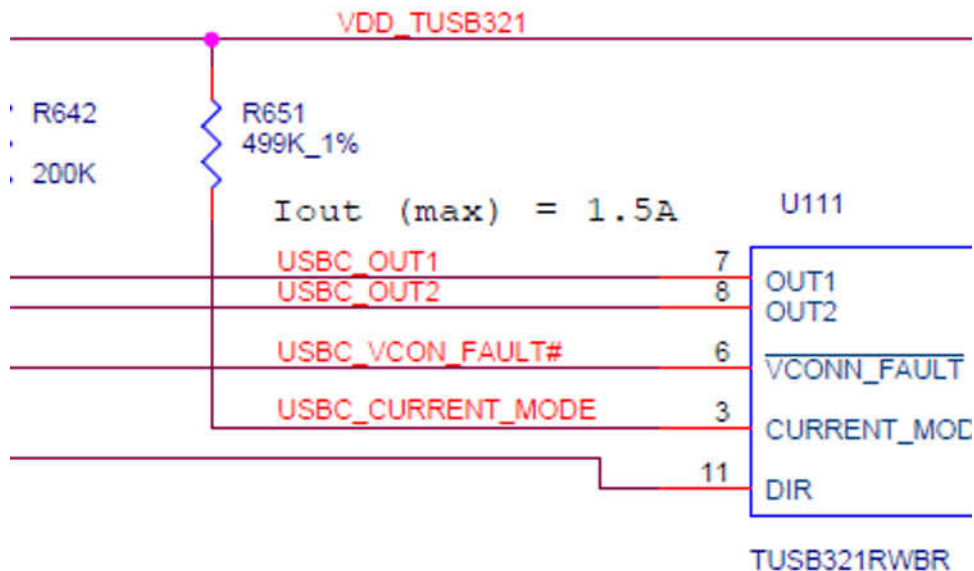 VDD_TUSB321
R642
200K
R651
499K_1%
Iout (max) = 1.5A
U111
USBC_OUT1
7
OUT1
USBC_OUT2
8
OUT2
USBC_VCON_FAULT#
6
VCONN_FAULT
USBC_CURRENT_MODE
3
CURRENT_MOD
11
DIR
TUSB321RWBR